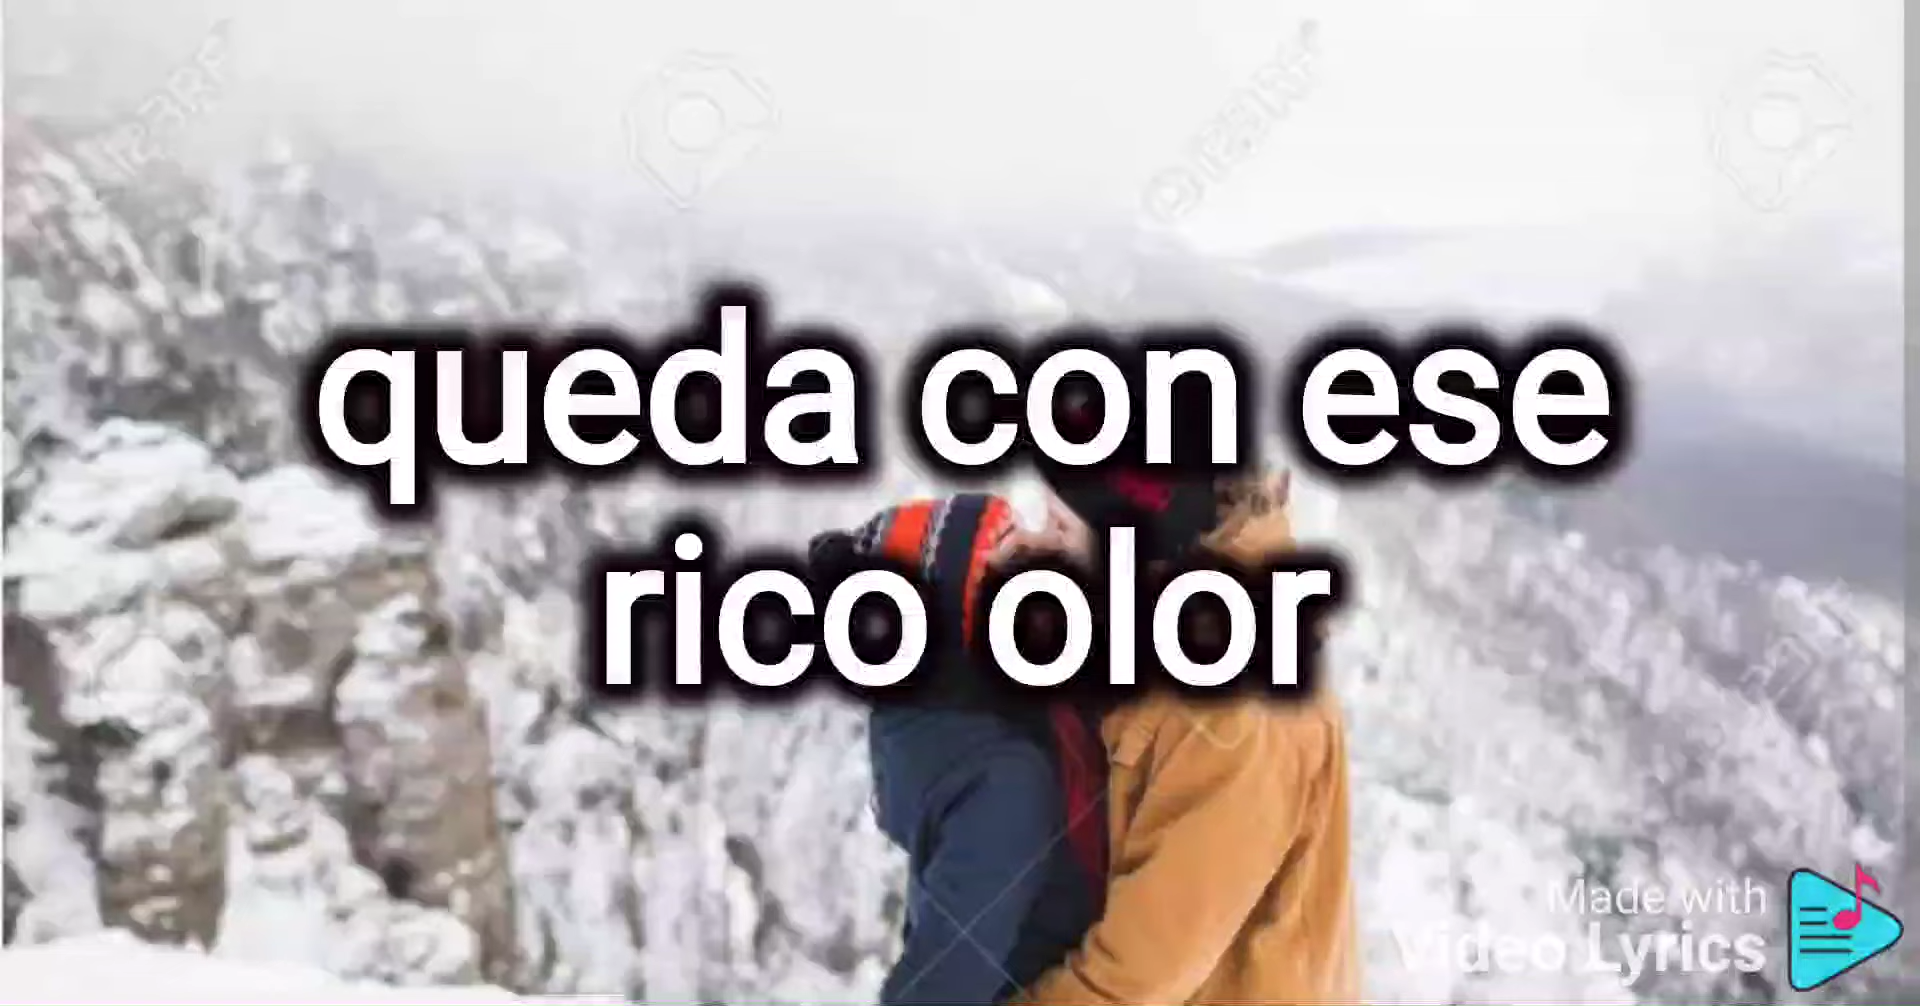 queda con ese
rico olor
Made with
Video Lyrics